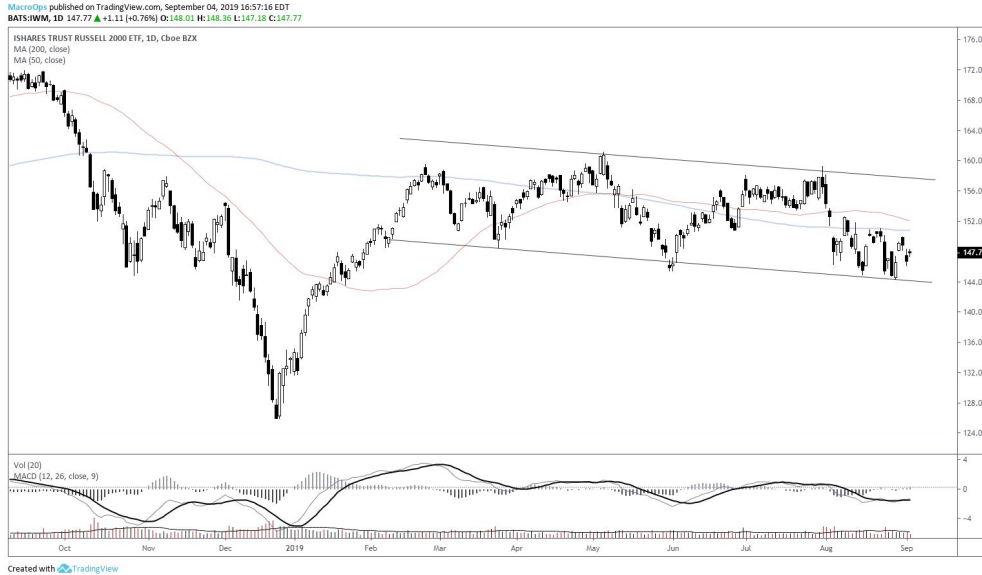 MacroOps published on TradingView.com, September 04, 2019 16:57:16 EDT
BATS:IWM, 1D 147.77 ▲ +1.11 (+0.76%) O:148.01 H:148.36 L:147.18 C:147.77
ISHARES TRUST RUSSELL 2000 ETF, 1D, Cboe BZX
MA (200, close)
MA (50, close)
176.0
172.0
168.0
164.0
160.0
156.0
152.0
147.7
144.0
140.0
136.0
132.0
128.0
124.0
Vol (20)
MACD (12, 26, close, 9)
4
0
-4
Oct Nov Dec 2019 Feb Mar Apr May Jun Jul Aug Sep
Created with TradingView